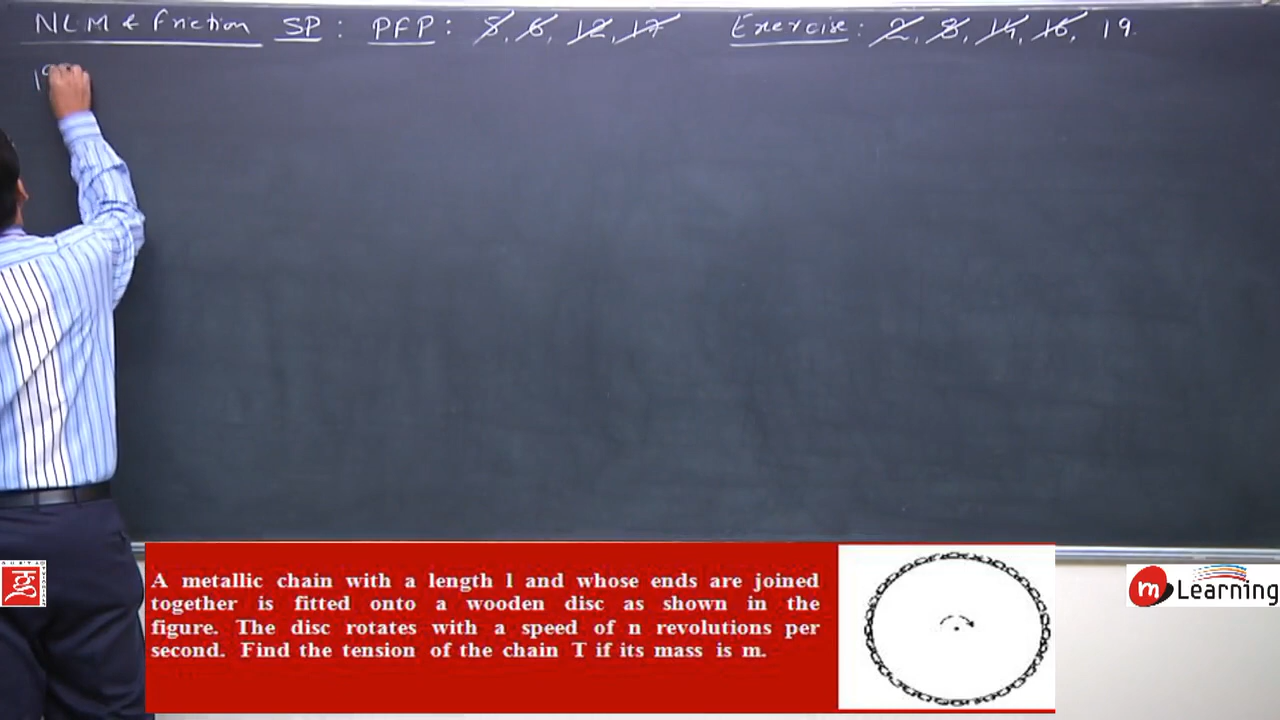 NLM & Friction SP : PFP : 5, 6, 12, 17 Exercise : 2, 8, 14, 16, 19.
19
A metallic chain with a length l and whose ends are joined
together is fitted onto a wooden disc as shown in the
figure. The disc rotates with a speed of n revolutions per
second. Find the tension of the chain T if its mass is m.
m Learning